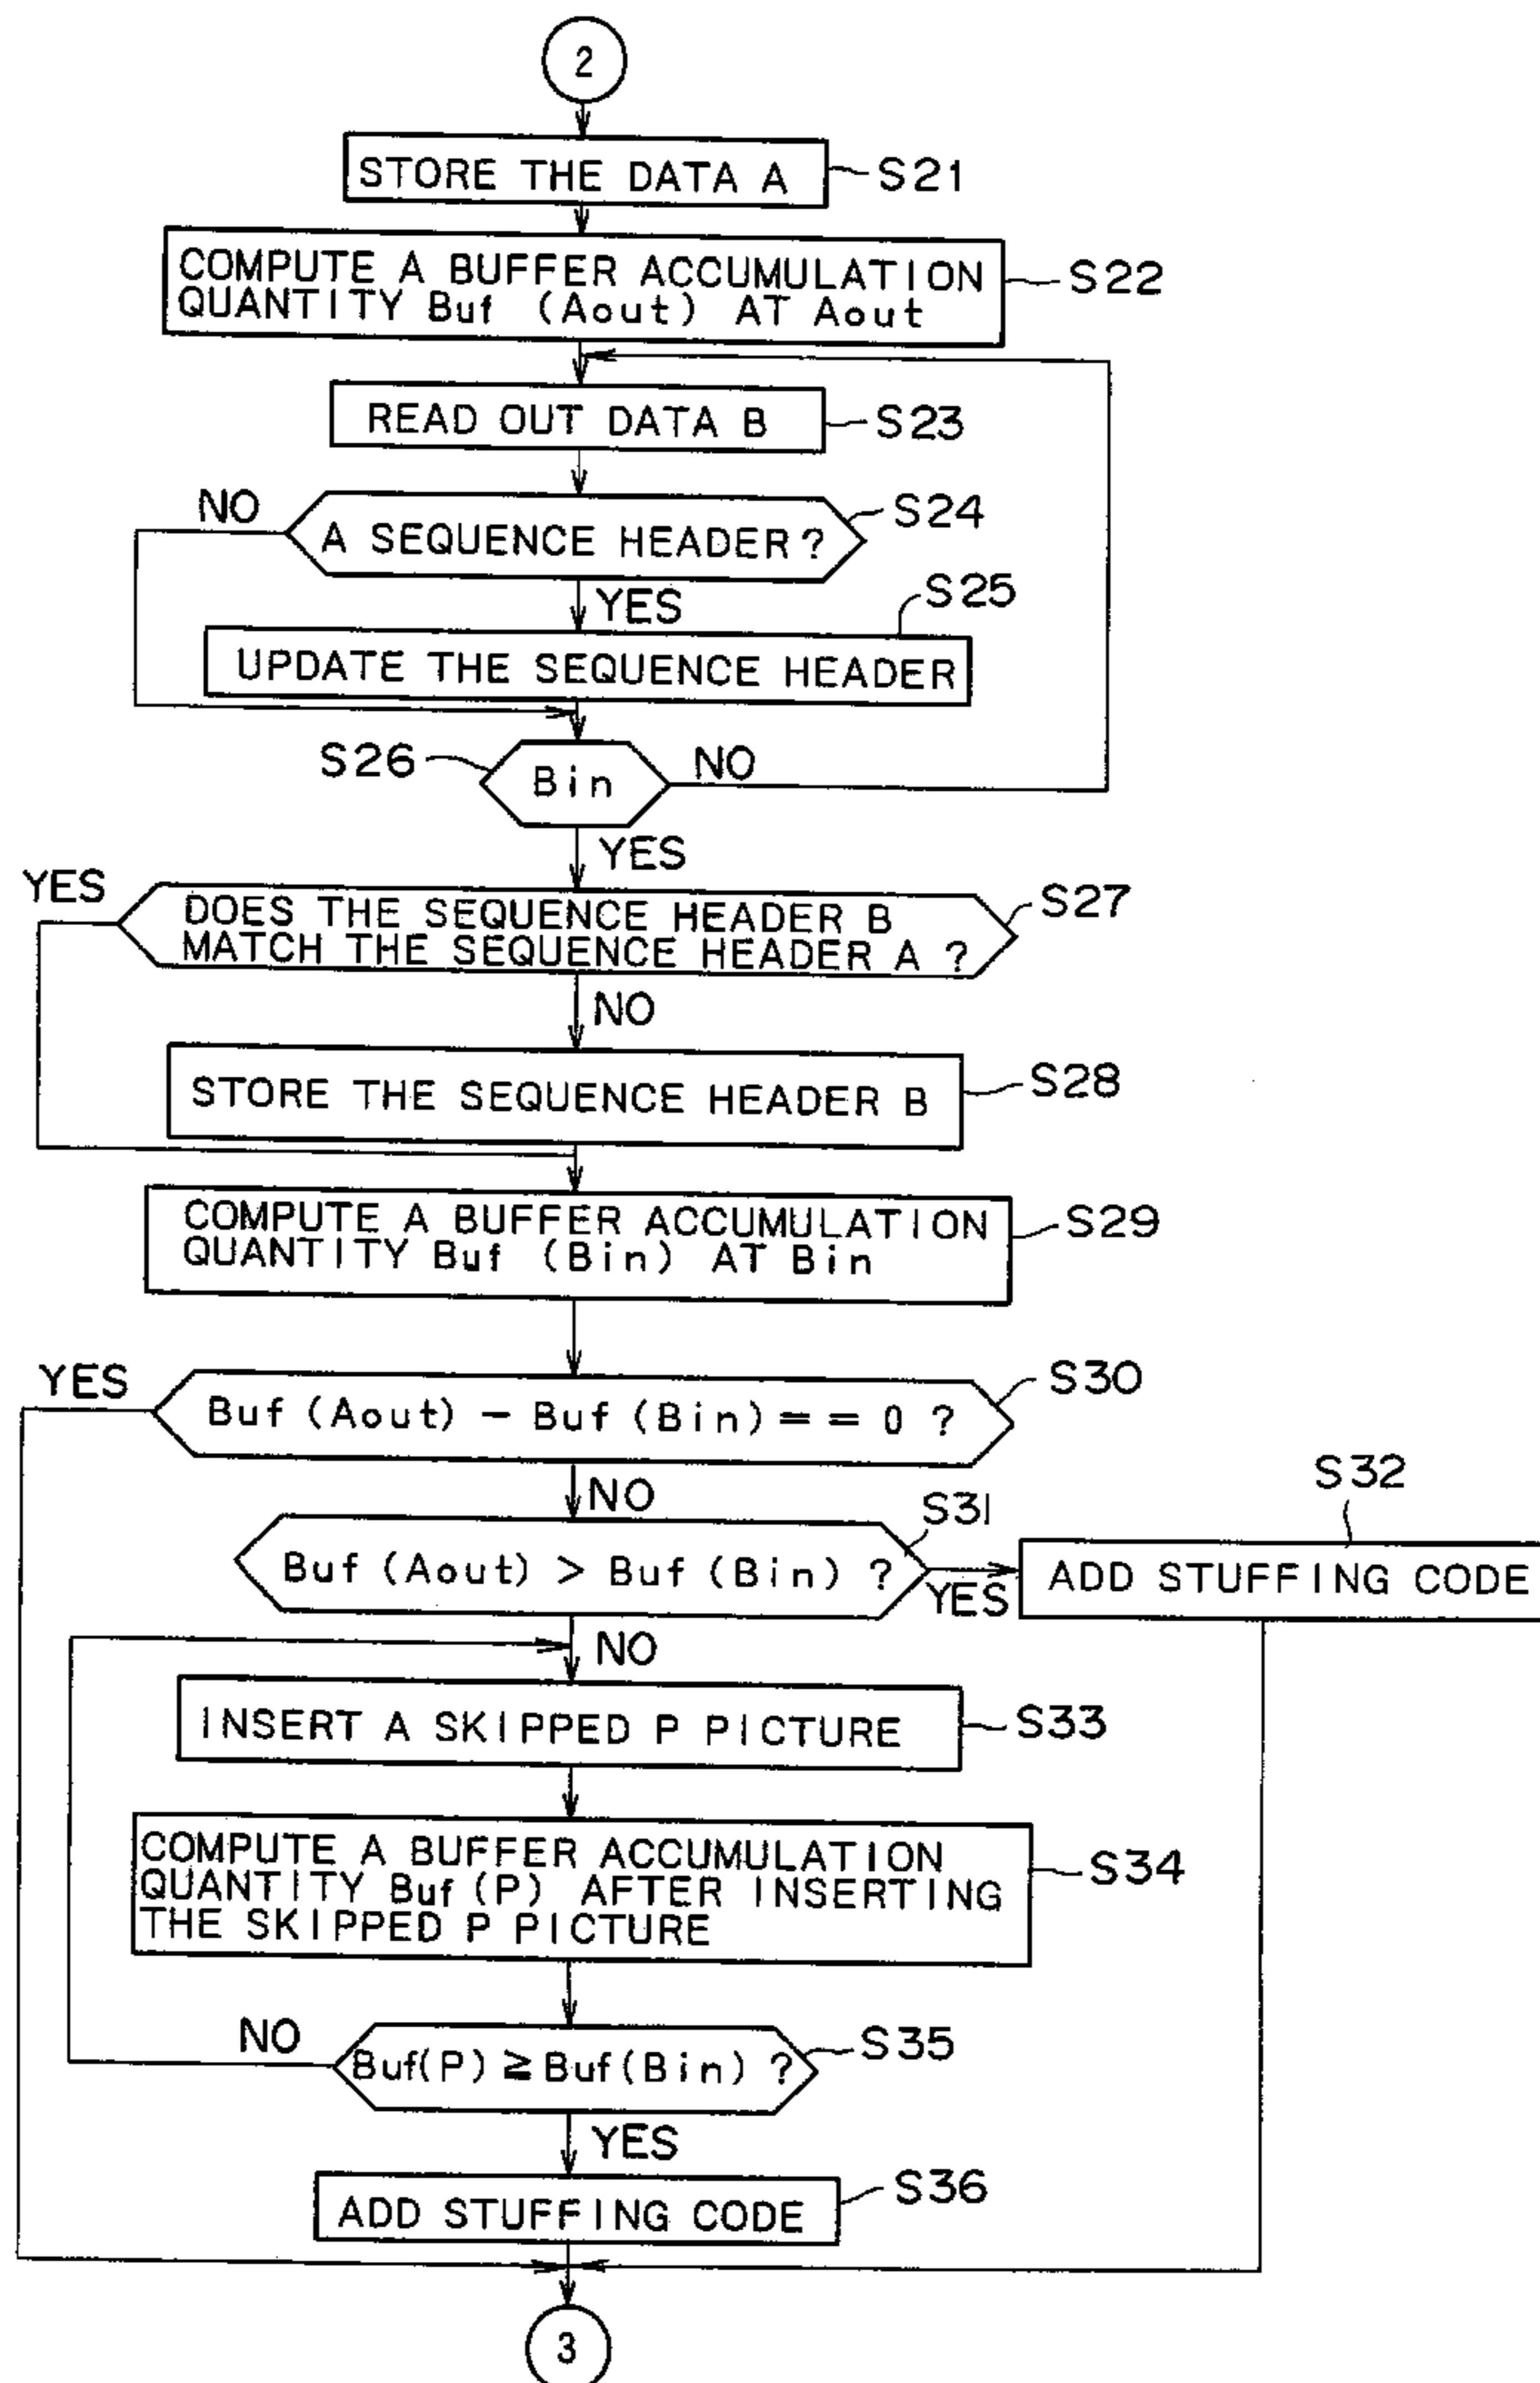 2
STORE THE DATA A
S21
COMPUTE A BUFFER ACCUMULATION
QUANTITY Buf (Aout) AT Aout
S22
READ OUT DATA B
S23
NO
A SEQUENCE HEADER?
S24
YES
S25
UPDATE THE SEQUENCE HEADER
S26
Bin
NO
YES
YES
DOES THE SEQUENCE HEADER B
MATCH THE SEQUENCE HEADER A ?
S27
NO
STORE THE SEQUENCE HEADER B
S28
COMPUTE A BUFFER ACCUMULATION
QUANTITY Buf (Bin) AT Bin
S29
YES
Buf (Aout) - Buf (Bin) == 0 ?
S30
NO
S31
S32
Buf (Aout) > Buf (Bin) ?
YES
ADD STUFFING CODE
NO
INSERT A SKIPPED P PICTURE
S33
COMPUTE A BUFFER ACCUMULATION
QUANTITY Buf(P) AFTER INSERTING
THE SKIPPED P PICTURE
S34
NO
Buf(P) ≧ Buf(Bin) ?
S35
YES
ADD STUFFING CODE
S36
3